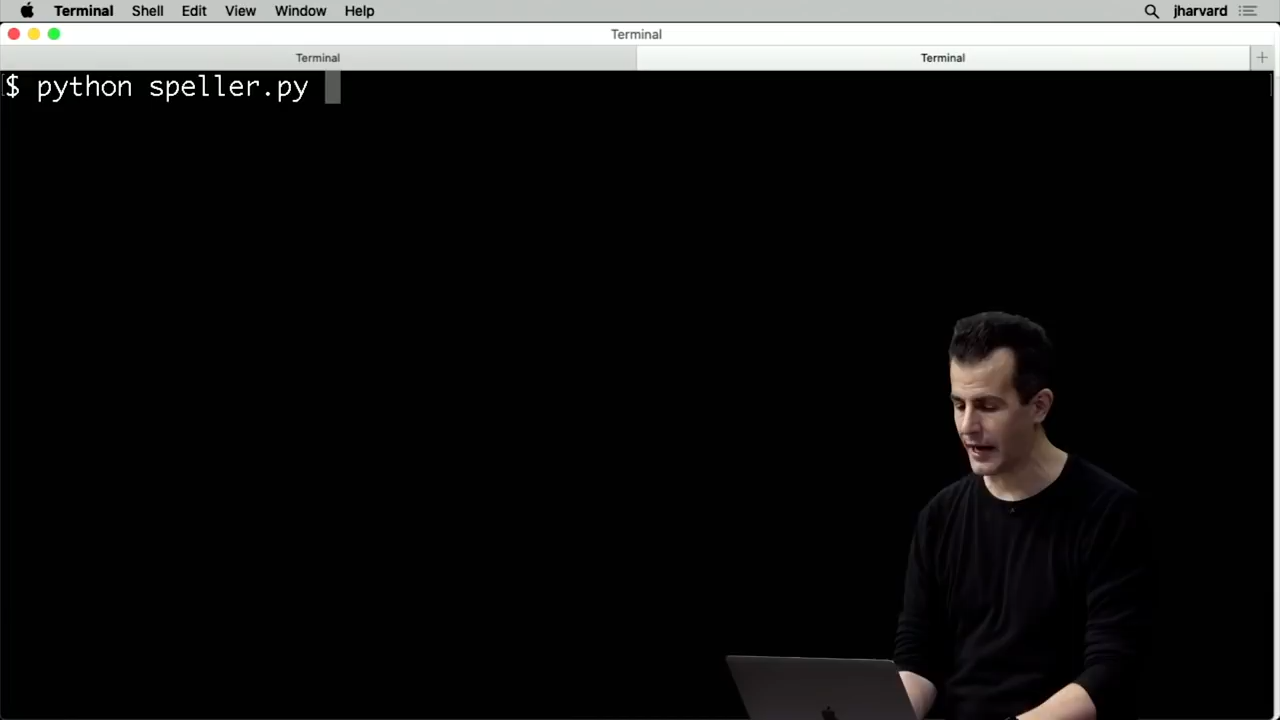 Terminal Shell Edit View Window Help jharvard
Terminal
Terminal Terminal +
$ python speller.py